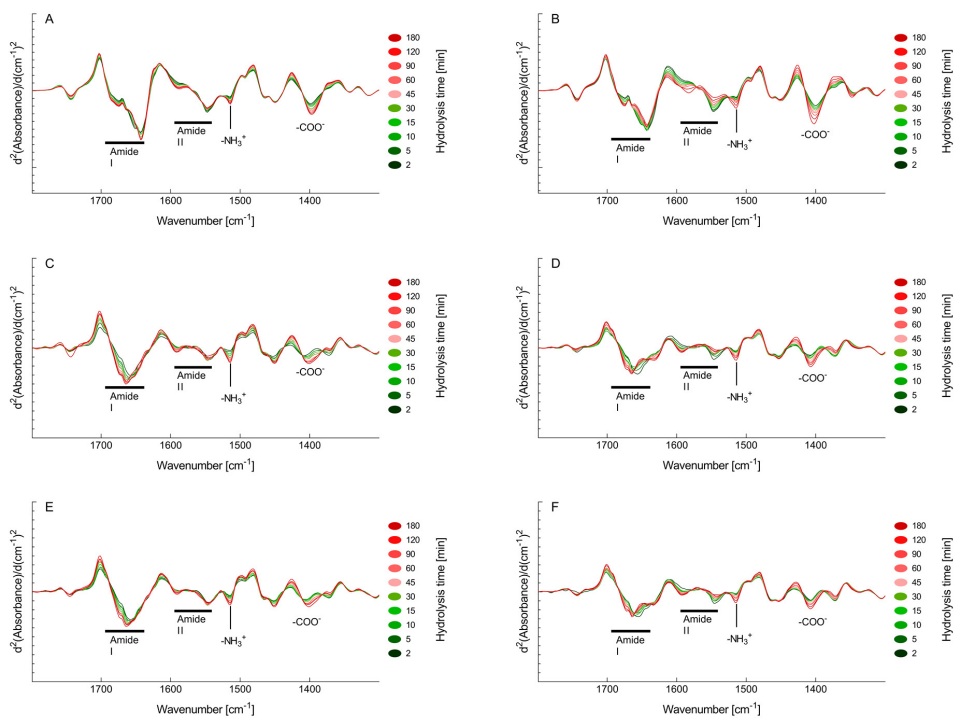 A
d²(Absorbance)/d(cm⁻¹)²
Amide
I
Amide
II
-NH₃⁺
-COO⁻
1700
1600
1500
1400
Wavenumber [cm⁻¹]
180
120
90
60
45
30
15
10
5
2
Hydrolysis time [min]
B
d²(Absorbance)/d(cm⁻¹)²
Amide
I
Amide
II
-NH₃⁺
-COO⁻
1700
1600
1500
1400
Wavenumber [cm⁻¹]
180
120
90
60
45
30
15
10
5
2
Hydrolysis time [min]
C
d²(Absorbance)/d(cm⁻¹)²
Amide
I
Amide
II
-NH₃⁺
-COO⁻
1700
1600
1500
1400
Wavenumber [cm⁻¹]
180
120
90
60
45
30
15
10
5
2
Hydrolysis time [min]
D
d²(Absorbance)/d(cm⁻¹)²
Amide
I
Amide
II
-NH₃⁺
-COO⁻
1700
1600
1500
1400
Wavenumber [cm⁻¹]
180
120
90
60
45
30
15
10
5
2
Hydrolysis time [min]
E
d²(Absorbance)/d(cm⁻¹)²
Amide
I
Amide
II
-NH₃⁺
-COO⁻
1700
1600
1500
1400
Wavenumber [cm⁻¹]
180
120
90
60
45
30
15
10
5
2
Hydrolysis time [min]
F
d²(Absorbance)/d(cm⁻¹)²
Amide
I
Amide
II
-NH₃⁺
-COO⁻
1700
1600
1500
1400
Wavenumber [cm⁻¹]
180
120
90
60
45
30
15
10
5
2
Hydrolysis time [min]